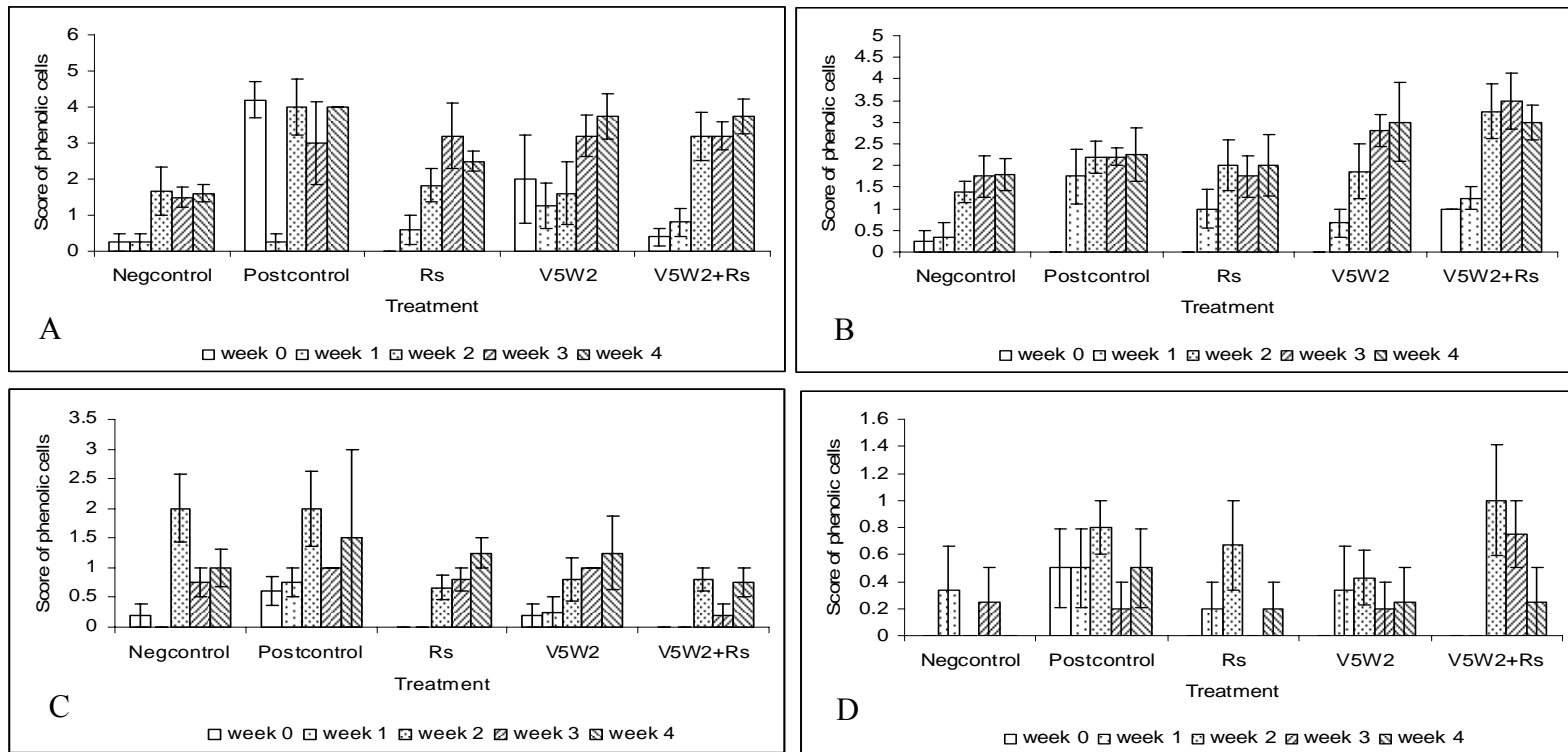 6
5
4
3
2
1
0
Score of phenolic cells
Negcontrol Postcontrol Rs V5W2 V5W2+Rs
Treatment
A
week 0 week 1 week 2 week 3 week 4
5
4.5
4
3.5
3
2.5
2
1.5
1
0.5
0
Score of phenolic cells
Negcontrol Postcontrol Rs V5W2 V5W2+Rs
Treatment
B
week 0 week 1 week 2 week 3 week 4
3.5
3
2.5
2
1.5
1
0.5
0
Score of phenolic cells
Negcontrol Postcontrol Rs V5W2 V5W2+Rs
Treatment
C
week 0 week 1 week 2 week 3 week 4
1.6
1.4
1.2
1
0.8
0.6
0.4
0.2
0
Score of phenolic cells
Negcontrol Postcontrol Rs V5W2 V5W2+Rs
Treatment
D
week 0 week 1 week 2 week 3 week 4